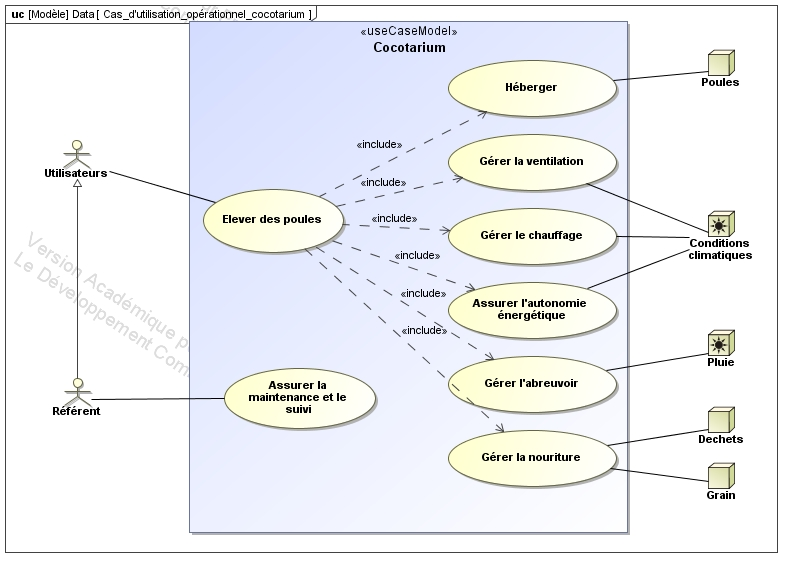 uc [Modèle] Data [ Cas_d'utilisation_opérationnel_cocotarium ]
«useCaseModel»
Cocotarium
Héberger
Poules
«include»
Utilisateurs
Gérer la ventilation
«include»
Elever des poules
«include»
Gérer le chauffage
Conditions
climatiques
«include»
Assurer l'autonomie
énergétique
«include»
«include»
Version Académique p
Le Développement Com
Pluie
Gérer l'abreuvoir
Référent
Assurer la
maintenance et le
suivi
Dechets
Gérer la nouriture
Grain